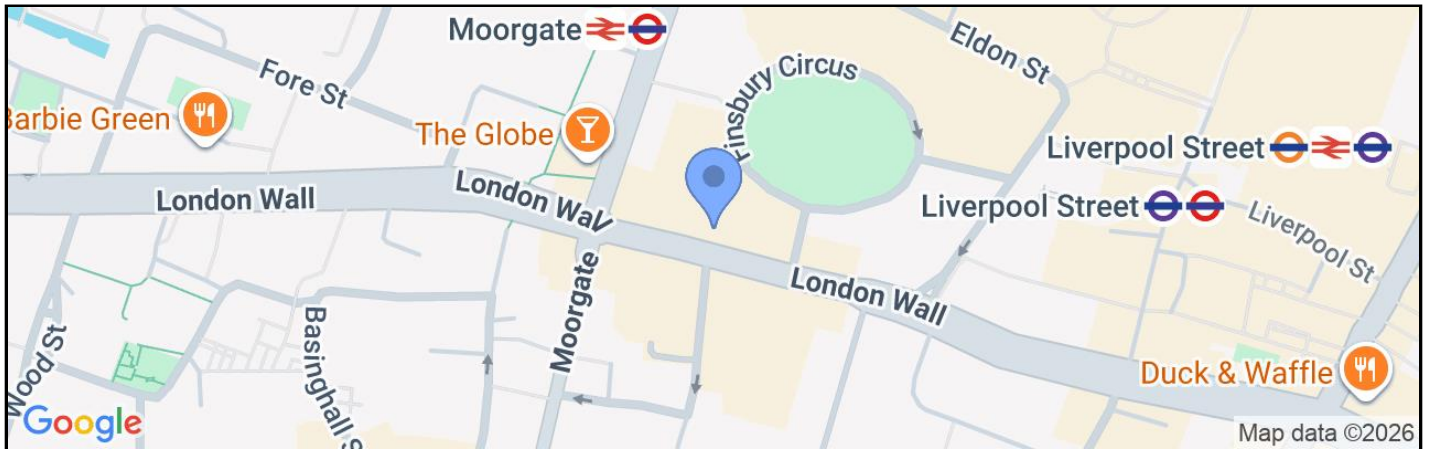 Moorgate
Eldon St
Fore St
Finsbury Circus
Barbie Green
The Globe
Liverpool Street
London Wall
London Wall
Liverpool Street
Liverpool St
Moorgate
London Wall
Wood St
Basinghall S
Duck & Waffle
Google
Map data ©2026